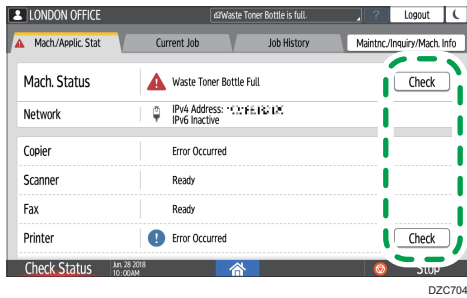 LONDON OFFICE
Waste Toner Bottle is full.
? Logout
Mach./Applic. Stat
Current Job
Job History
Maintnc./Inquiry/Mach. Info
Mach. Status
Waste Toner Bottle Full
Check
Network
IPv4 Address:
IPv6 Inactive
Copier
Error Occurred
Scanner
Ready
Fax
Ready
Printer
Error Occurred
Check
Check Status
Jun. 28 2018
10:00AM
Stop
DZC704